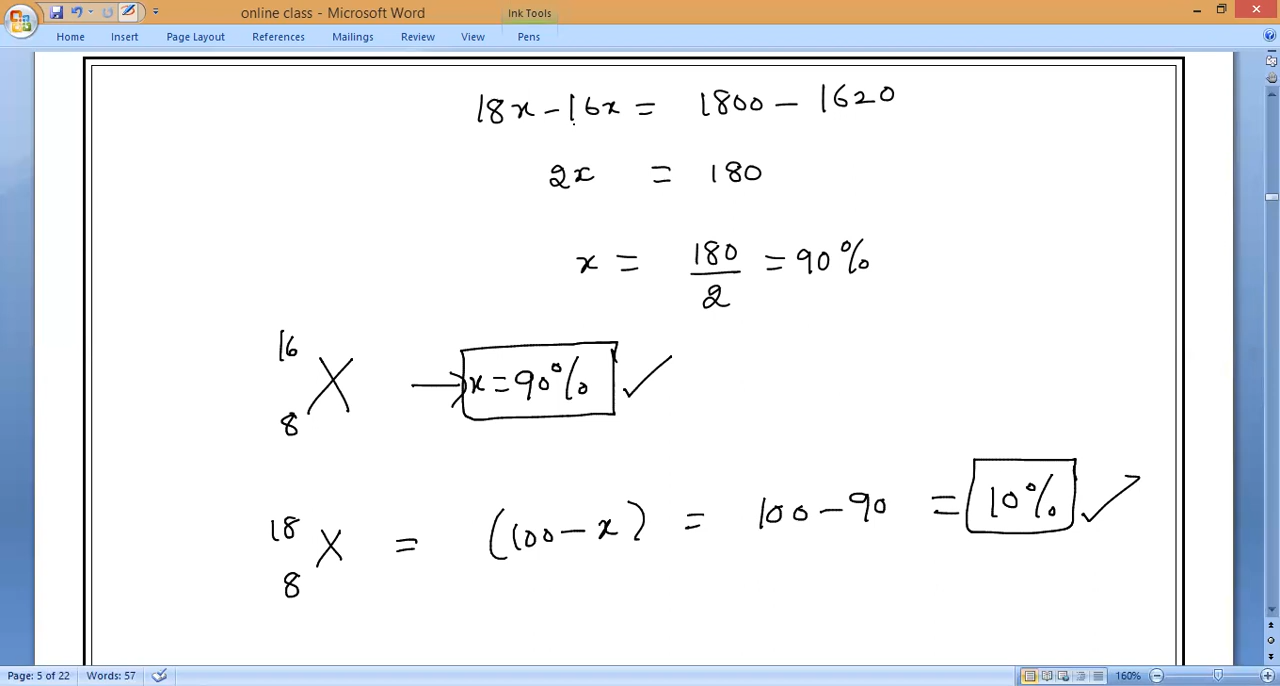 online class - Microsoft Word
Ink Tools
Home Insert Page Layout References Mailings Review View Pens
18x - 16x = 1800 - 1620
2x = 180
x = 180/2 = 90%
16
X → x = 90% ✓
8
18
X = (100 - x) = 100 - 90 = 10% ✓
8
Page: 5 of 22 Words: 57 160%